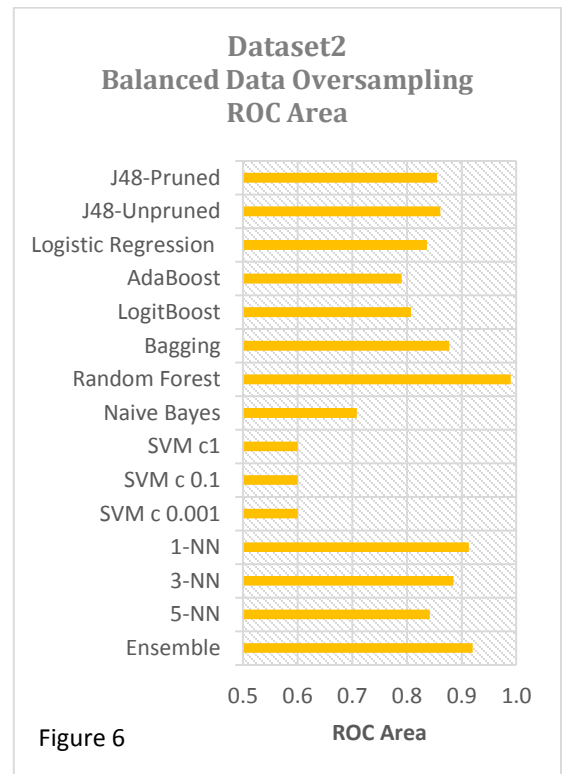 Dataset2
Balanced Data Oversampling
ROC Area
J48-Pruned
J48-Unpruned
Logistic Regression
AdaBoost
LogitBoost
Bagging
Random Forest
Naive Bayes
SVM c1
SVM c 0.1
SVM c 0.001
1-NN
3-NN
5-NN
Ensemble
0.5 0.6 0.7 0.8 0.9 1.0
ROC Area
Figure 6